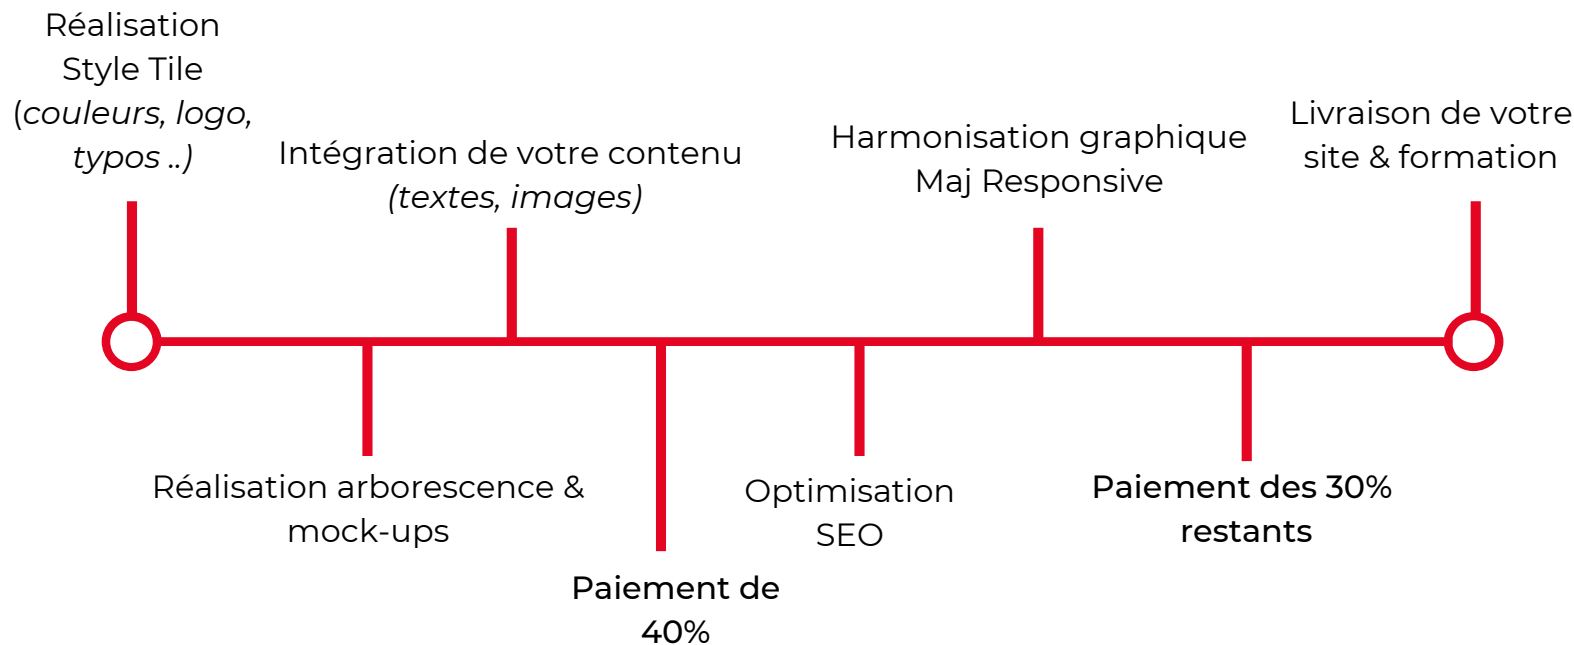 Réalisation
Style Tile
(couleurs, logo,
typos ..)
Réalisation arborescence &
mock-ups
Intégration de votre contenu
(textes, images)
Paiement de
40%
Optimisation
SEO
Harmonisation graphique
Maj Responsive
Paiement des 30%
restants
Livraison de votre
site & formation